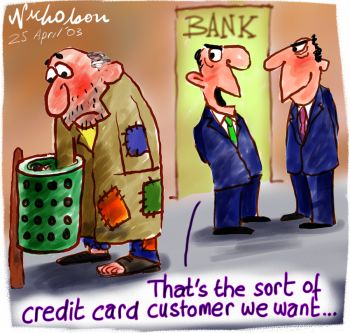 Nicholson
25 April '03
BANK
That's the sort of
credit card customer we want...